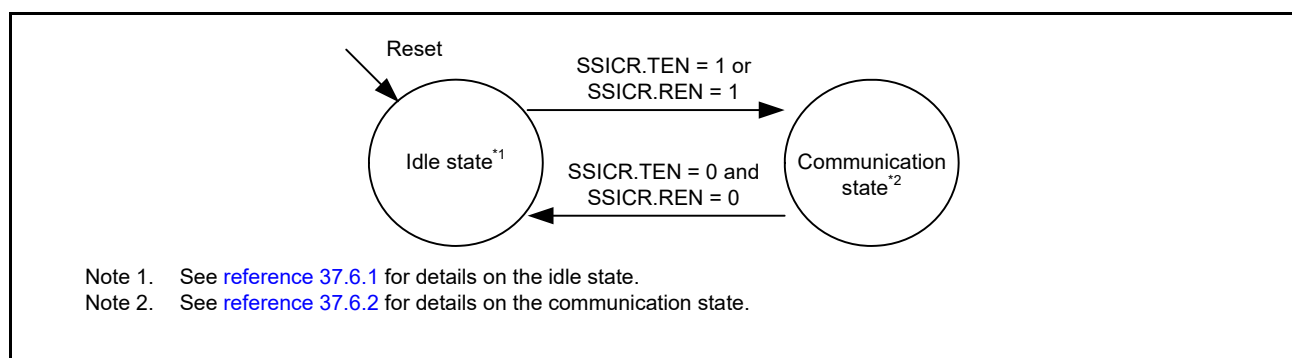 Reset
SSICR.TEN = 1 or
SSICR.REN = 1
Idle state*1
SSICR.TEN = 0 and
SSICR.REN = 0
Communication
state*2
Note 1. See reference 37.6.1 for details on the idle state.
Note 2. See reference 37.6.2 for details on the communication state.